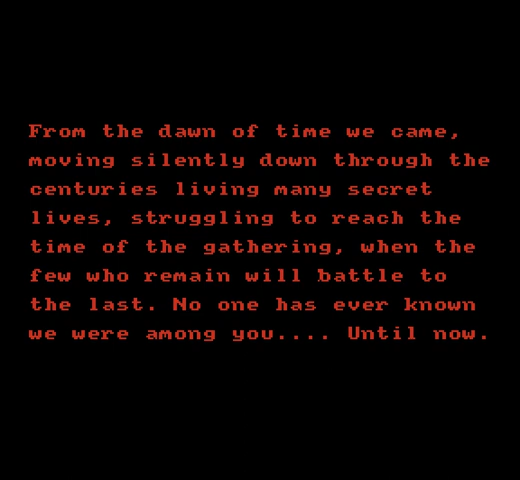 From the dawn of time we came,
moving silently down through the
centuries living many secret
lives, struggling to reach the
time of the gathering, when the
few who remain will battle to
the last. No one has ever known
we were among you.... Until now.